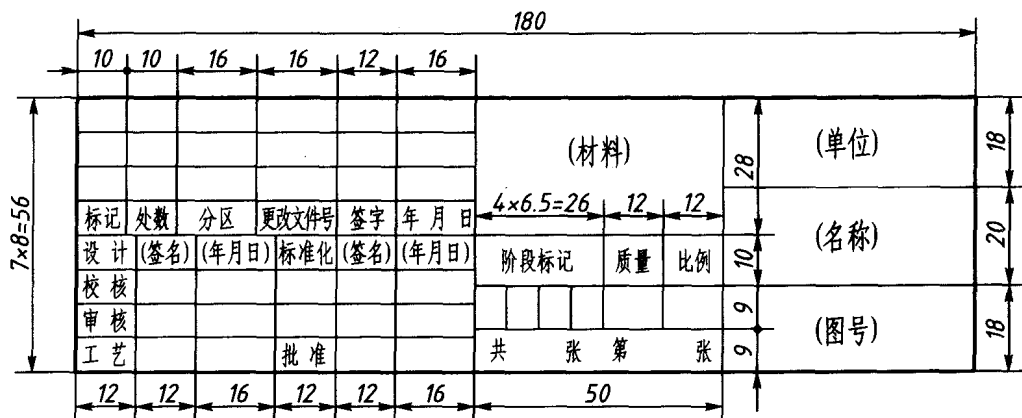 180
10 10 16 16 12 16
(材料) (单位)
28 18
4×6.5=26 12 12
7×8=56
标记 处数 分区 更改文件号 签字 年月日
(名称) 20
设计 (签名) (年月日) 标准化 (签名) (年月日) 阶段标记 质量 比例 10
校核
9
审核
(图号) 18
工艺 批准 共 张 第 张 9
12 12 16 12 12 16 50